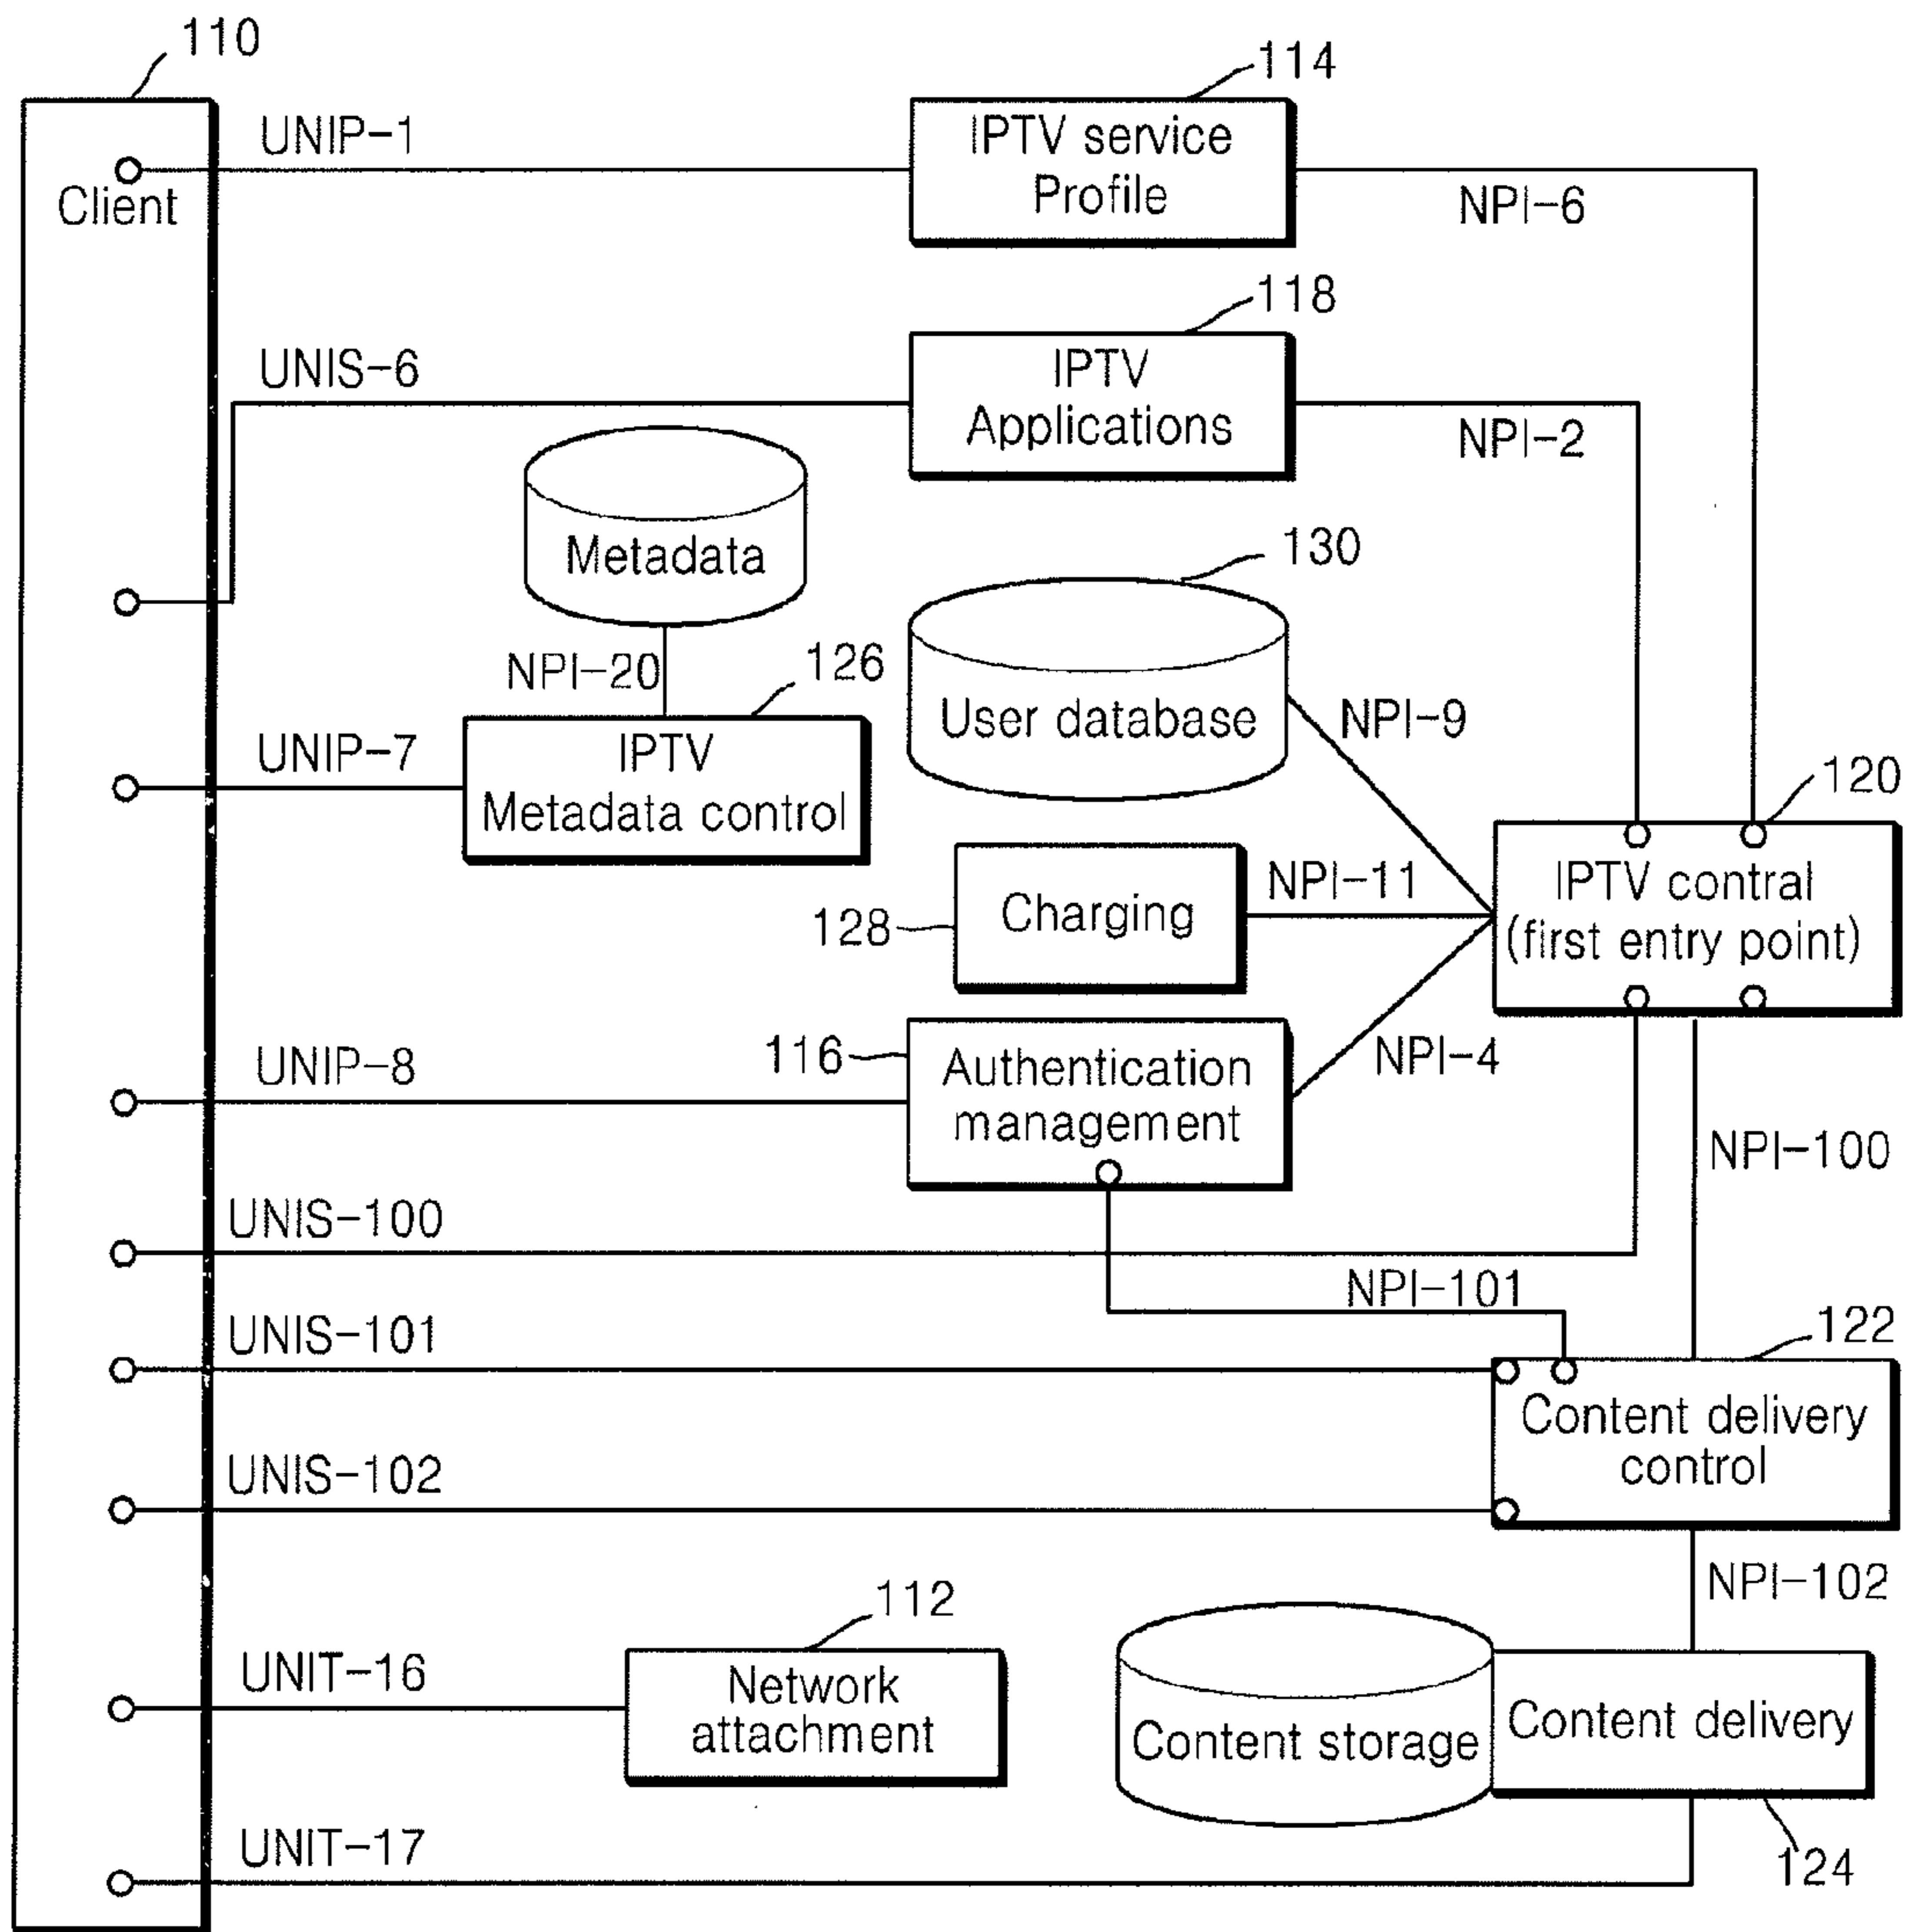 110
114
UNIP-1
IPTV service
Profile
Client
NPI-6
118
UNIS-6
IPTV
Applications
NPI-2
Metadata
130
NPI-20
126
User database
NPI-9
UNIP-7
IPTV
Metadata control
120
IPTV contral
(first entry point)
NPI-11
Charging
128
116
Authentication
management
NPI-4
UNIP-8
NPI-100
UNIS-100
NPI-101
UNIS-101
122
Content delivery
control
UNIS-102
NPI-102
112
UNIT-16
Network
attachment
Content storage
Content delivery
UNIT-17
124